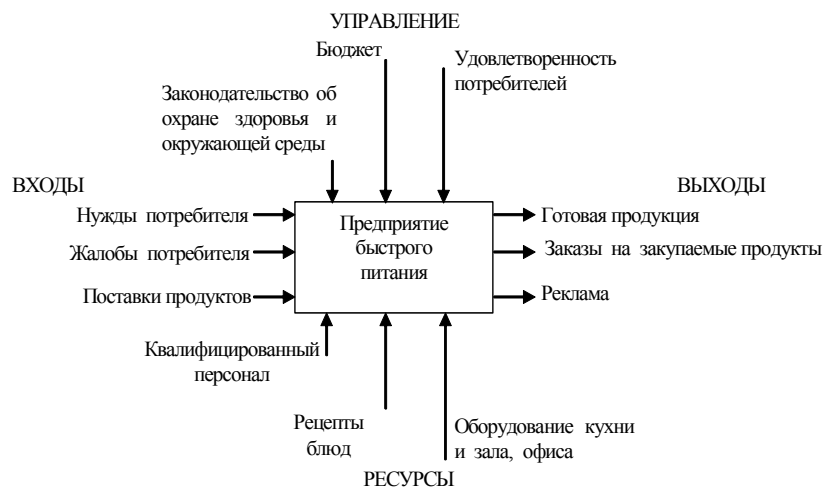 УПРАВЛЕНИЕ
Бюджет
Удовлетворенность
потребителей
Законодательство об
охране здоровья и
окружающей среды
ВХОДЫ
ВЫХОДЫ
Нужды потребителя
Жалобы потребителя
Поставки продуктов
Предприятие
быстрого
питания
Готовая продукция
Заказы на закупаемые продукты
Реклама
Квалифицированный
персонал
Рецепты
блюд
Оборудование кухни
и зала, офиса
РЕСУРСЫ